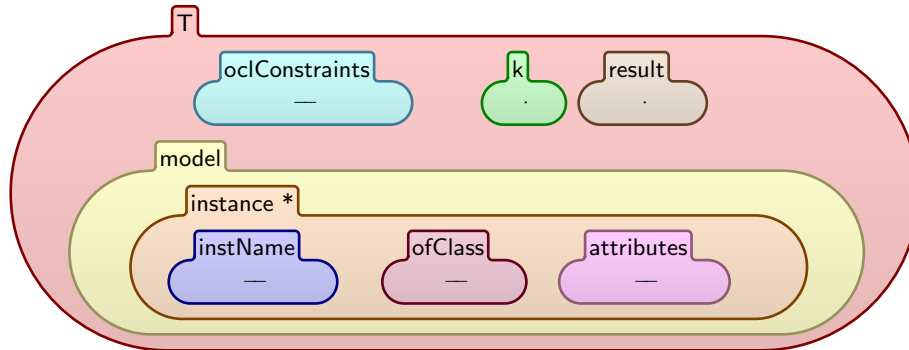 T
oclConstraints k result
— · ·
model
instance *
instName ofClass attributes
— — —